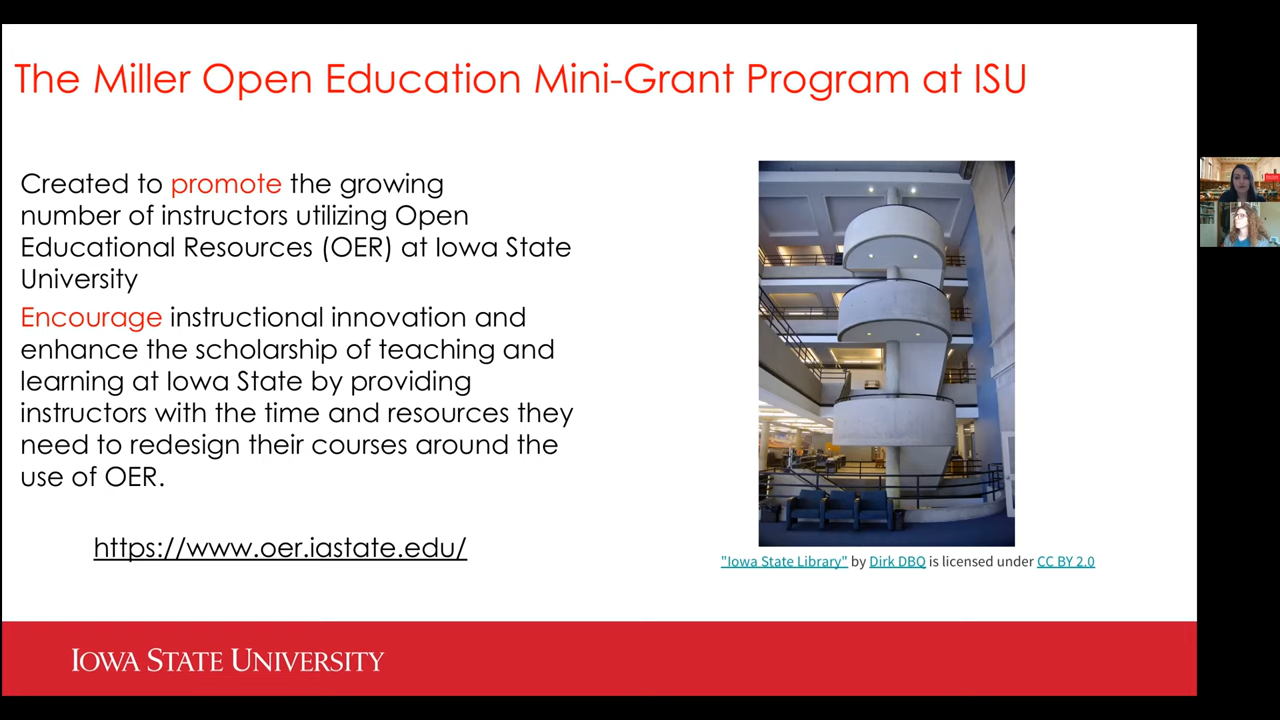 The Miller Open Education Mini-Grant Program at ISU
Created to promote the growing
number of instructors utilizing Open
Educational Resources (OER) at Iowa State
University
Encourage instructional innovation and
enhance the scholarship of teaching and
learning at Iowa State by providing
instructors with the time and resources they
need to redesign their courses around the
use of OER.
https://www.oer.iastate.edu/
"Iowa State Library" by Dirk DBQ is licensed under CC BY 2.0
IOWA STATE UNIVERSITY